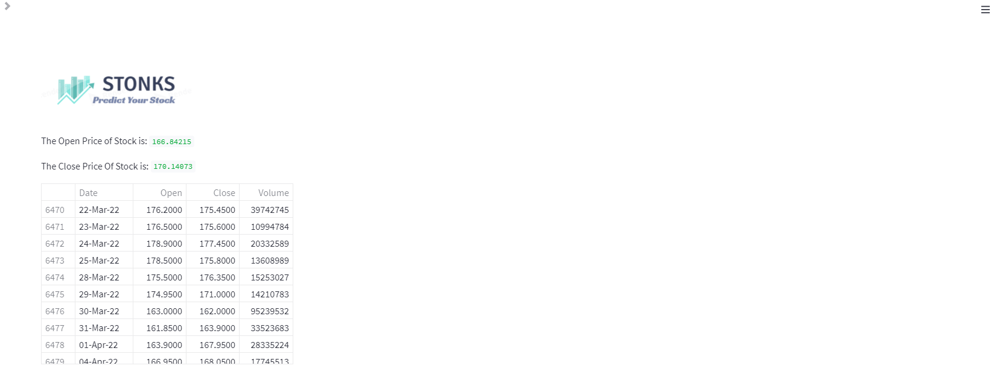 STONKS
Predict Your Stock
The Open Price of Stock is: 166.84215
The Close Price Of Stock is: 170.14073
Date Open Close Volume
6470 22-Mar-22 176.2000 175.4500 39742745
6471 23-Mar-22 176.5000 175.6000 10994784
6472 24-Mar-22 178.9000 177.4500 20332589
6473 25-Mar-22 178.5000 175.8000 13608989
6474 28-Mar-22 175.5000 176.3500 15253027
6475 29-Mar-22 174.9500 171.0000 14210783
6476 30-Mar-22 163.0000 162.0000 95239532
6477 31-Mar-22 161.8500 163.9000 33523683
6478 01-Apr-22 163.9000 167.9500 28335224
6479 04-Apr-22 166.9500 168.0500 17745513